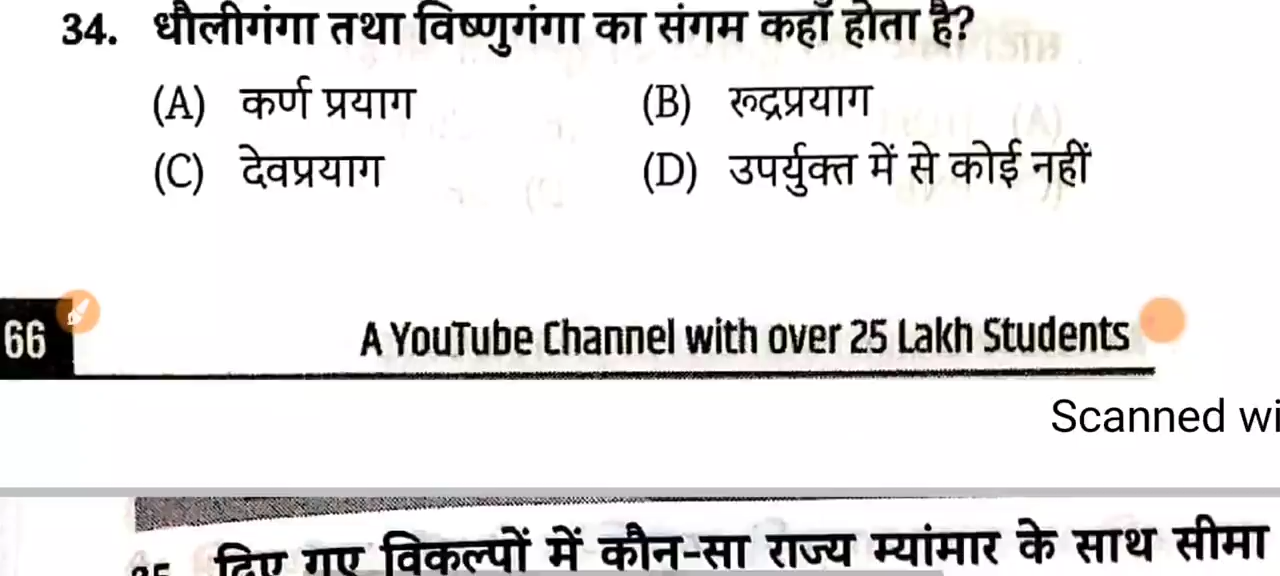 34. धौलीगंगा तथा विष्णुगंगा का संगम कहाँ होता है?
(A) कर्ण प्रयाग (B) रूद्रप्रयाग
(C) देवप्रयाग (D) उपर्युक्त में से कोई नहीं
66 A YouTube Channel with over 25 Lakh Students
Scanned wi
दिए गए विकल्पों में कौन-सा राज्य म्यांमार के साथ सीमा